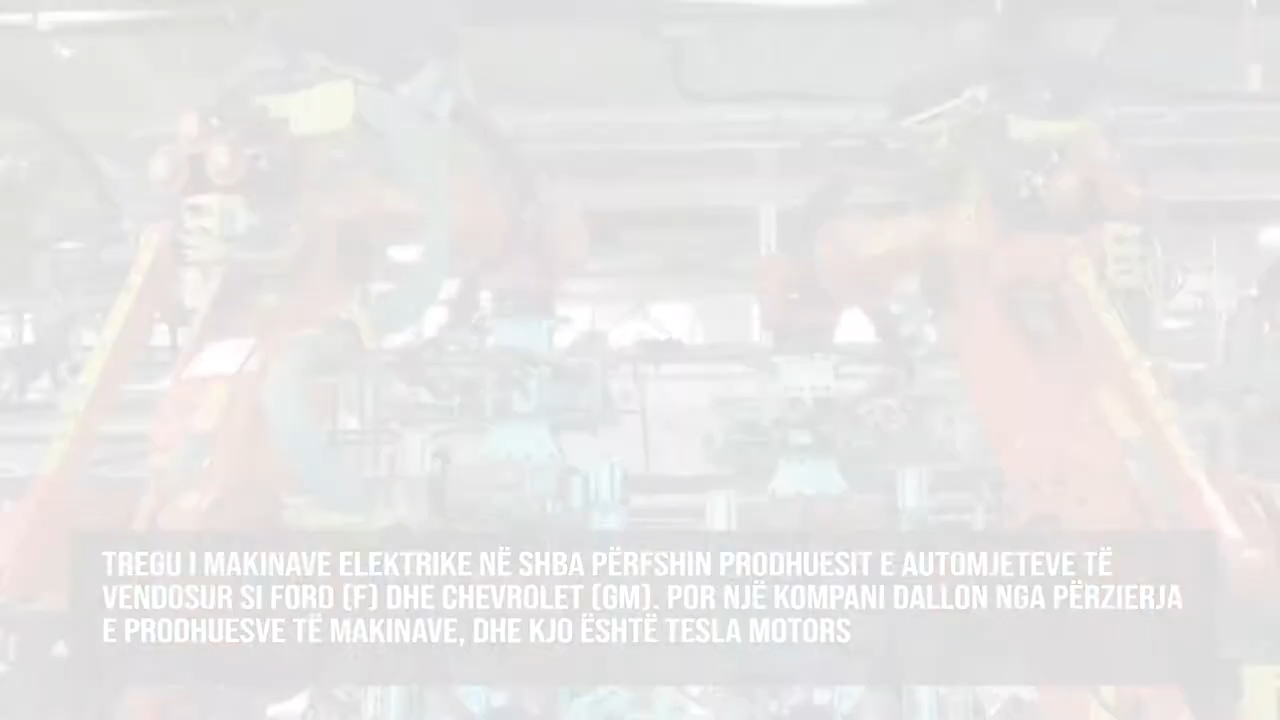 TREGU I MAKINAVE ELEKTRIKE NË SHBA PËRFSHIN PRODHUESIT E AUTOMJETEVE TË
VENDOSUR SI FORD (F) DHE CHEVROLET (GM). POR NJË KOMPANI DALLON NGA PËRZIERJA
E PRODHUESVE TË MAKINAVE, DHE KJO ËSHTË TESLA MOTORS